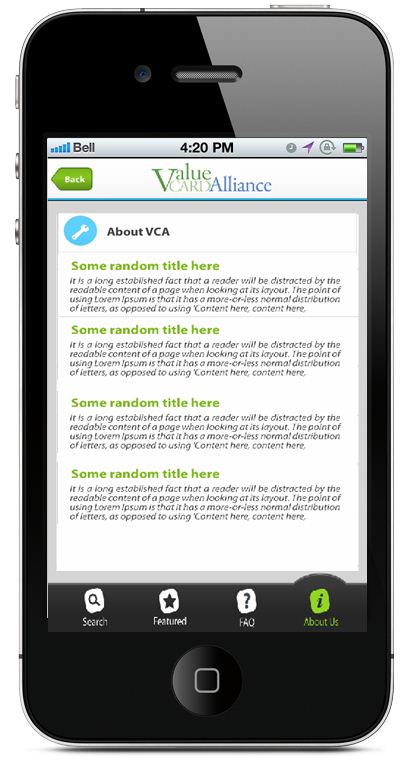 Bell
4:20 PM
Back
Value
CARD Alliance
About VCA
Some random title here
It is a long established fact that a reader will be distracted by the
readable content of a page when looking at its layout. The point of
using Lorem Ipsum is that it has a more-or-less normal distribution
of letters, as opposed to using 'Content here, content here,
Some random title here
It is a long established fact that a reader will be distracted by the
readable content of a page when looking at its layout. The point of
using Lorem Ipsum is that it has a more-or-less normal distribution
of letters, as opposed to using 'Content here, content here,
Some random title here
It is a long established fact that a reader will be distracted by the
readable content of a page when looking at its layout. The point of
using Lorem Ipsum is that it has a more-or-less normal distribution
of letters, as opposed to using 'Content here, content here,
Some random title here
It is a long established fact that a reader will be distracted by the
readable content of a page when looking at its layout. The point of
using Lorem Ipsum is that it has a more-or-less normal distribution
of letters, as opposed to using 'Content here, content here,
Search Featured FAQ About Us